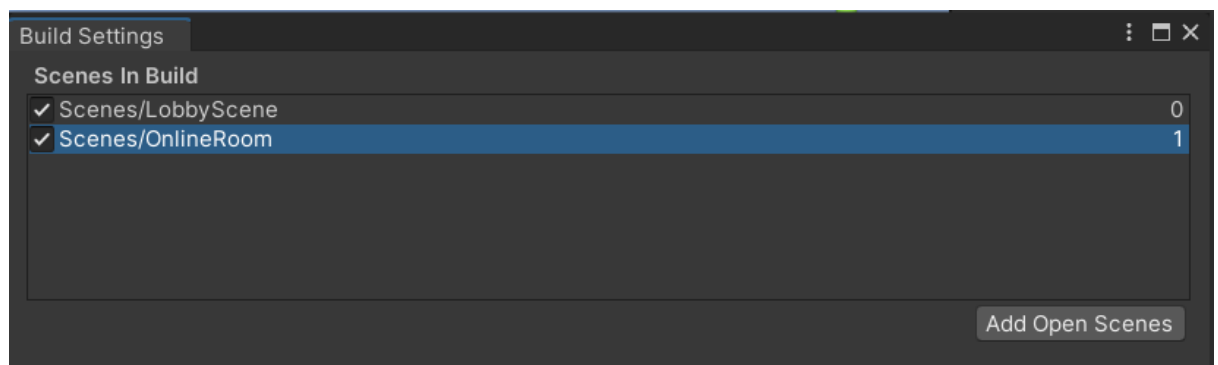 Build Settings
Scenes In Build
Scenes/LobbyScene 0
Scenes/OnlineRoom 1
Add Open Scenes